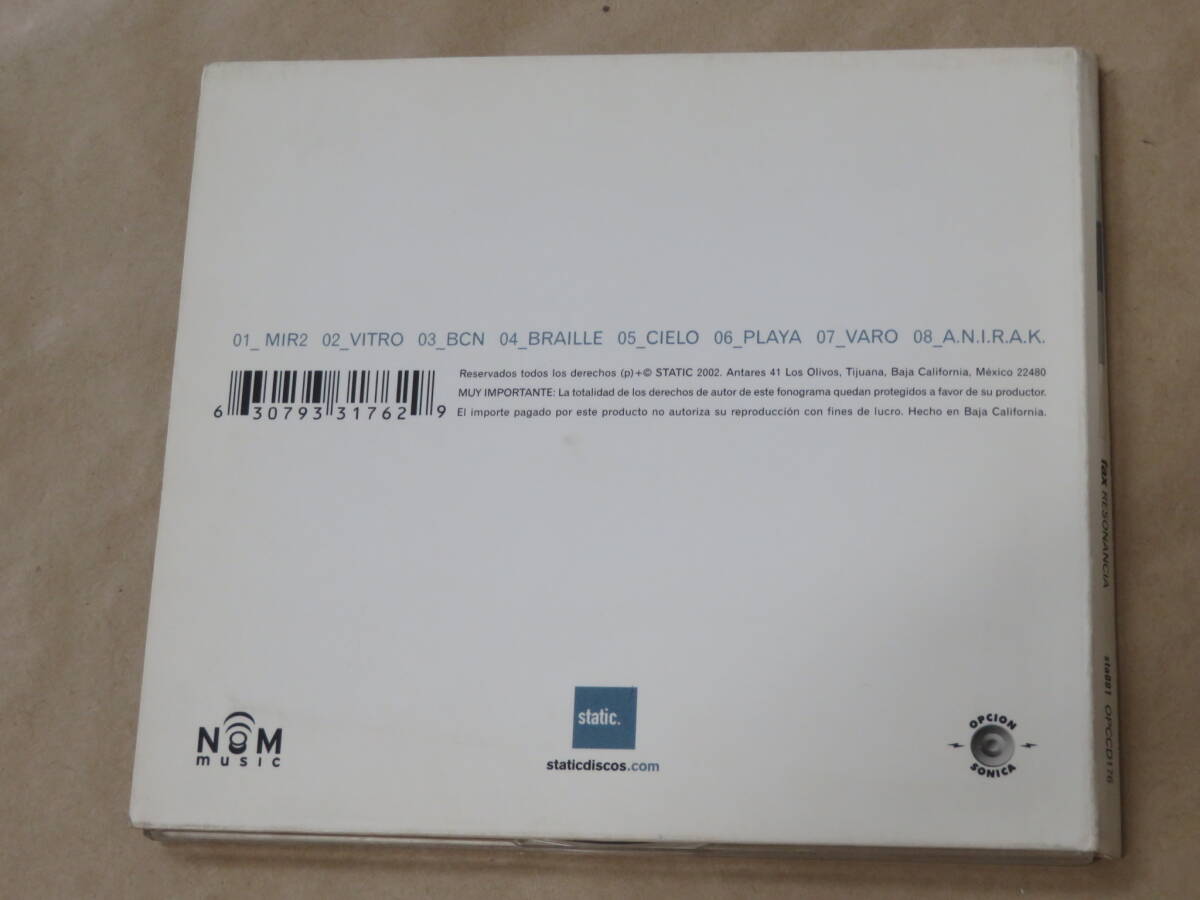 01_ MIR2 02_VITRO 03_BCN 04_BRAILLE 05_CIELO 06_PLAYA 07_VARO 08_A.N.I.R.A.K.
Reservados todos los derechos (p)+© STATIC 2002. Antares 41 Los Olivos, Tijuana, Baja California, México 22480
MUY IMPORTANTE: La totalidad de los derechos de autor de este fonograma quedan protegidos a favor de su productor.
El importe pagado por este producto no autoriza su reproducción con fines de lucro. Hecho en Baja California.
6 30793 31762 9
NOM
music
static.
staticdiscos.com
OPCION
SONICA
fax RESONANCIA
sta001 OPCCD176